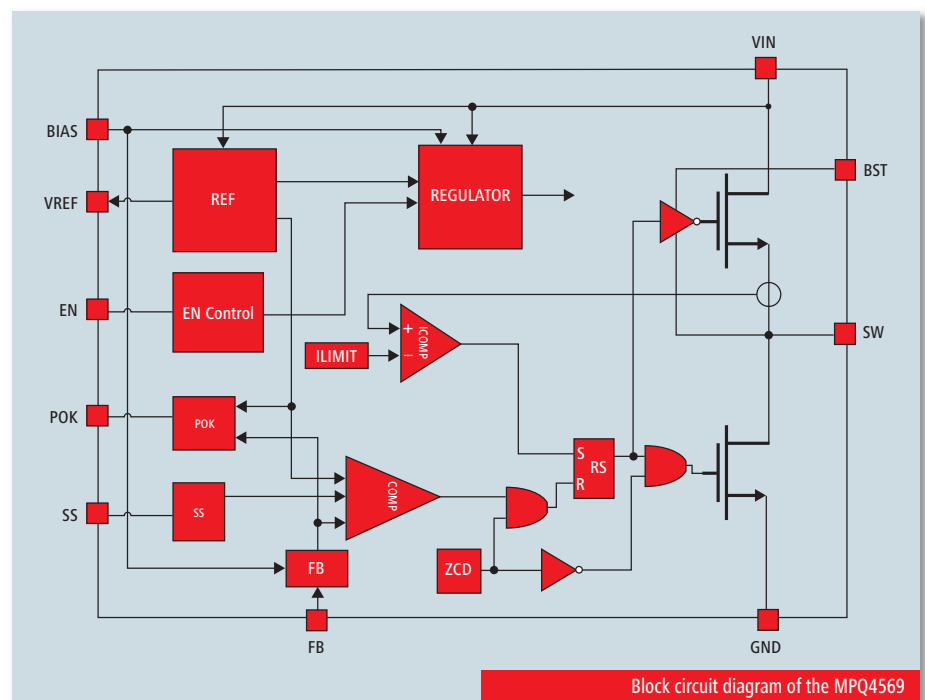 VIN
BIAS
BST
REF
REGULATOR
VREF
EN
EN Control
+
ICOMP
ILIMIT
–
SW
POK
POK
S
RS
COMP
R
SS
SS
FB
ZCD
FB
GND
Block circuit diagram of the MPQ4569